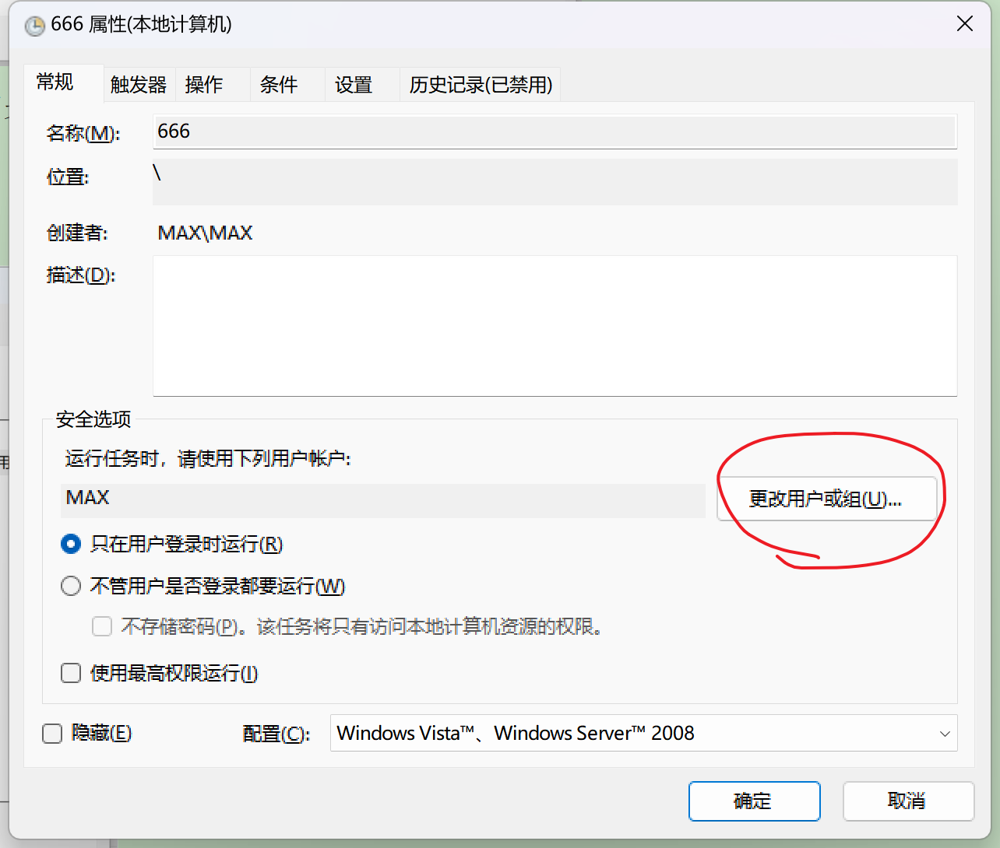 666 属性(本地计算机)
常规 触发器 操作 条件 设置 历史记录(已禁用)
名称(M): 666
位置: \
创建者: MAX\MAX
描述(D):
安全选项
运行任务时，请使用下列用户帐户:
MAX 更改用户或组(U)...
只在用户登录时运行(R)
不管用户是否登录都要运行(W)
不存储密码(P)。该任务将只有访问本地计算机资源的权限。
使用最高权限运行(I)
隐藏(E) 配置(C): Windows Vista™、Windows Server™ 2008
确定 取消